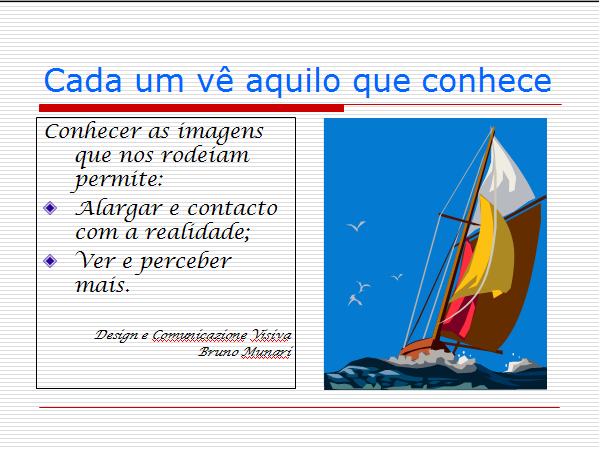 Cada um vê aquilo que conhece
Conhecer as imagens
que nos rodeiam
permite:
Alargar e contacto
com a realidade;
Ver e perceber
mais.
Design e Comunicazione Visiva
Bruno Munari